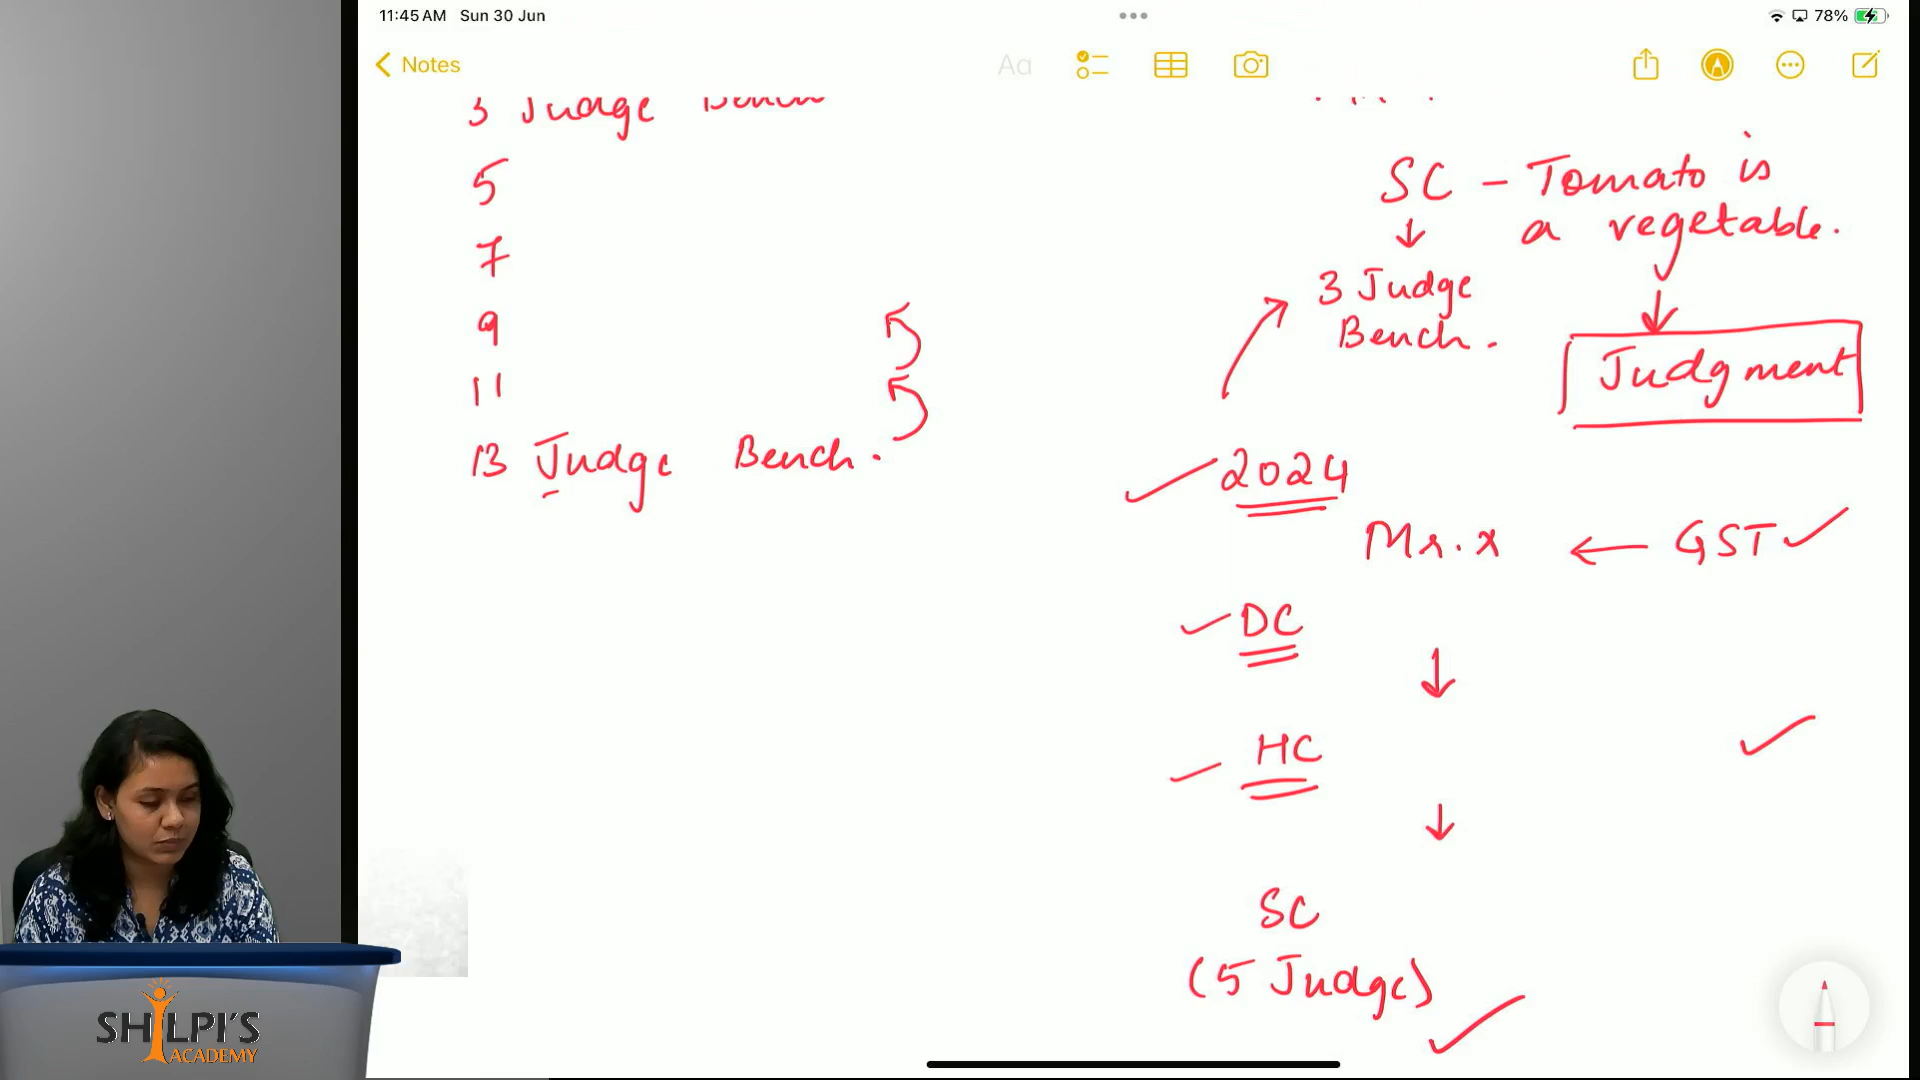 11:45 AM Sun 30 Jun
78%
Notes
Aa
3 Judge Bench
5
7
9
11
13 Judge Bench.
SC - Tomato is
a vegetable.
3 Judge
Bench.
Judgment
2024
Mr. x ← GST
DC
HC
SC
(5 Judge)
SHILPI'S
ACADEMY